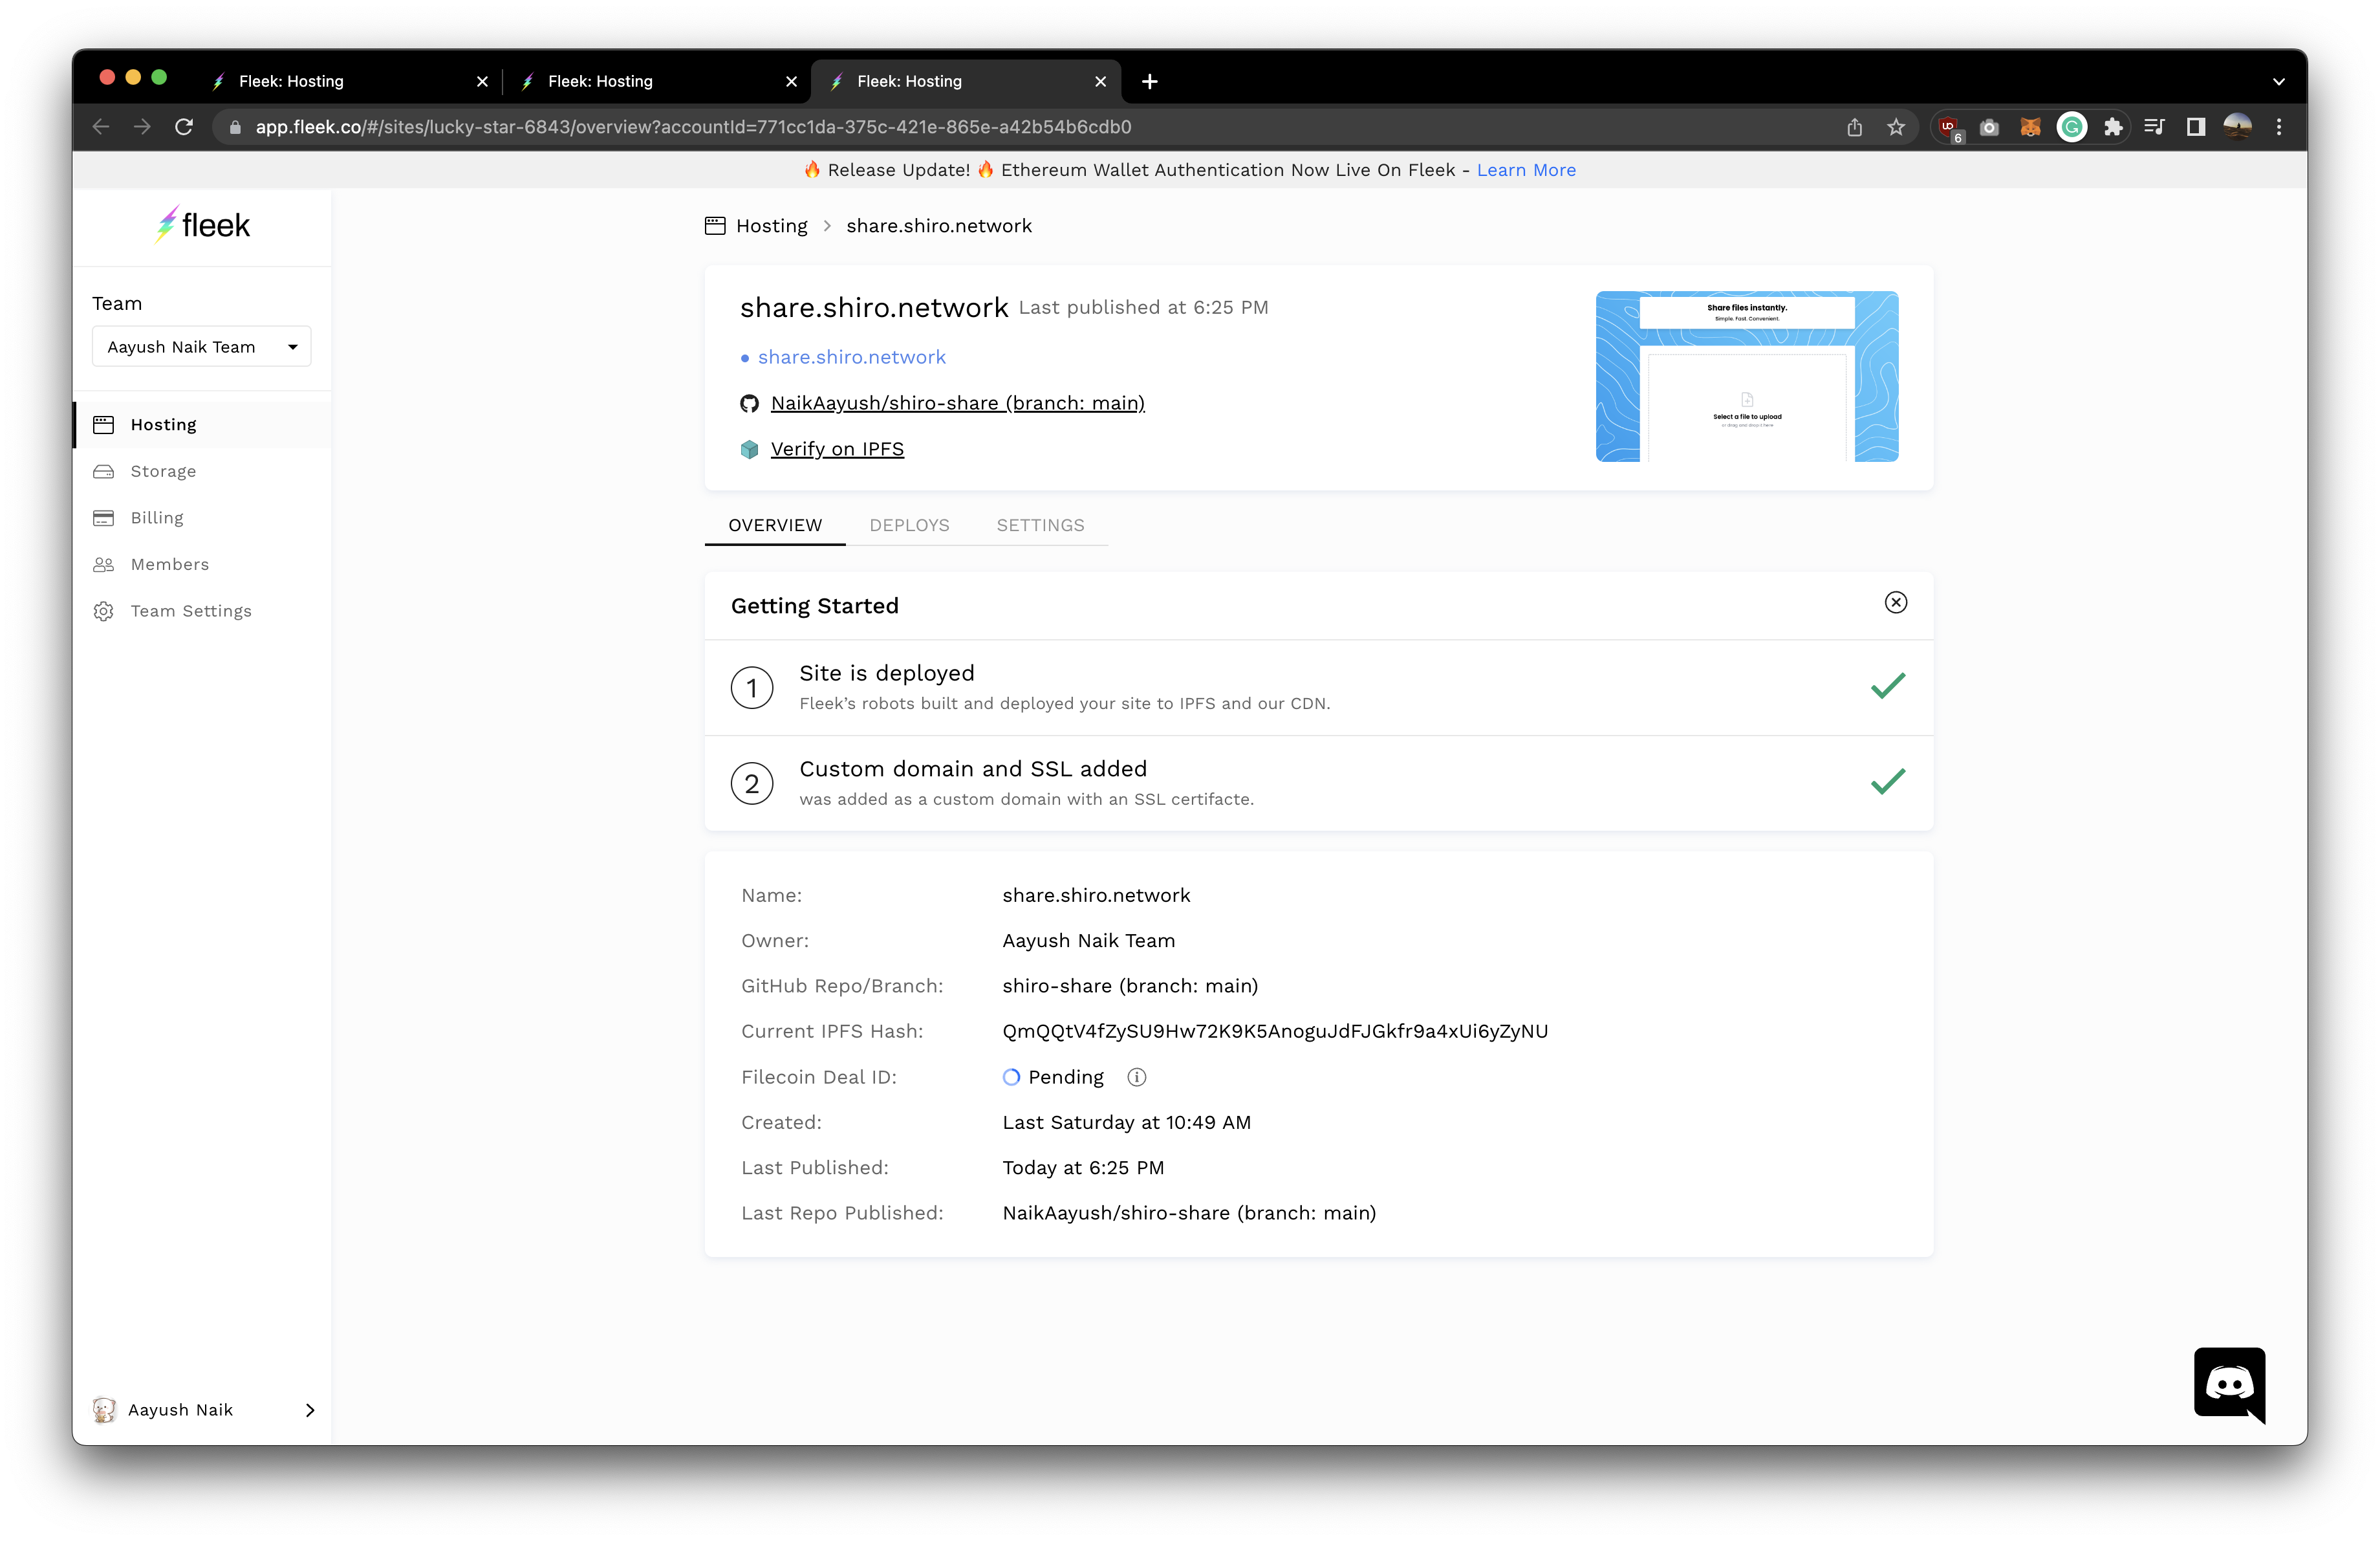 Fleek: Hosting
Fleek: Hosting
Fleek: Hosting
app.fleek.co/#/sites/lucky-star-6843/overview?accountId=771cc1da-375c-421e-865e-a42b54b6cdb0
6
🔥 Release Update! 🔥 Ethereum Wallet Authentication Now Live On Fleek - Learn More
fleek
Team
Aayush Naik Team
Hosting
Storage
Billing
Members
Team Settings
Aayush Naik
Hosting > share.shiro.network
share.shiro.network Last published at 6:25 PM
share.shiro.network
NaikAayush/shiro-share (branch: main)
Verify on IPFS
Share files instantly.
Simple. Fast. Convenient.
Select a file to upload
or drag and drop it here
OVERVIEW DEPLOYS SETTINGS
Getting Started
1 Site is deployed
Fleek’s robots built and deployed your site to IPFS and our CDN.
2 Custom domain and SSL added
was added as a custom domain with an SSL certifacte.
Name: share.shiro.network
Owner: Aayush Naik Team
GitHub Repo/Branch: shiro-share (branch: main)
Current IPFS Hash: QmQQtV4fZySU9Hw72K9K5AnoguJdFJGkfr9a4xUi6yZyNU
Filecoin Deal ID: Pending
Created: Last Saturday at 10:49 AM
Last Published: Today at 6:25 PM
Last Repo Published: NaikAayush/shiro-share (branch: main)